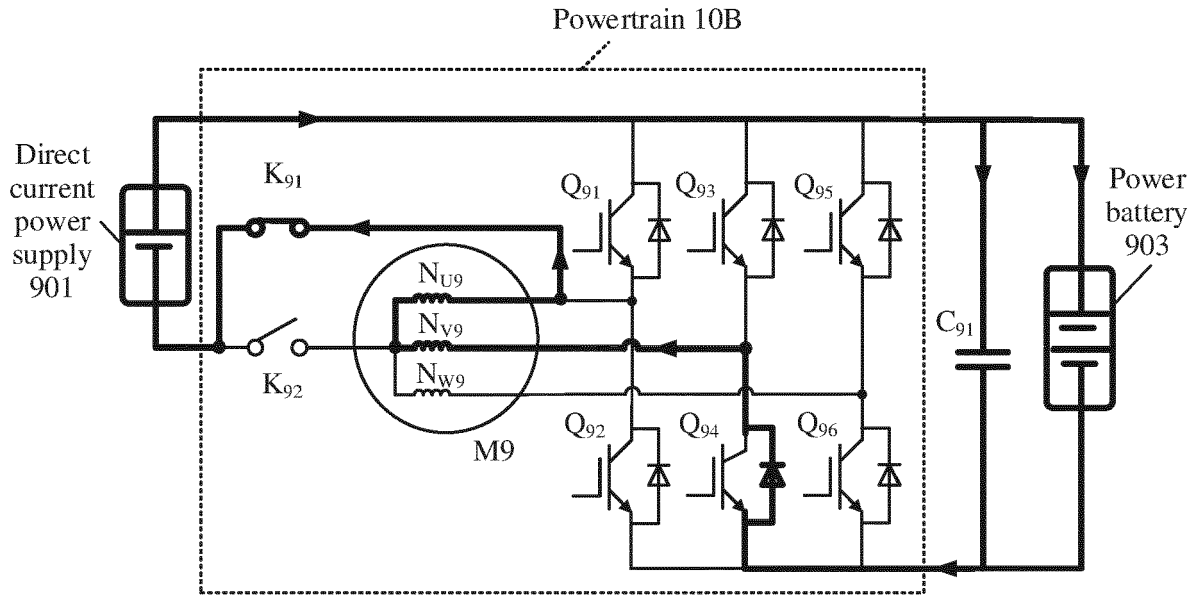 Powertrain 10B
Direct
current
power
supply
901
K91
K92
NU9
NV9
NW9
M9
Q91
Q93
Q95
Q92
Q94
Q96
C91
Power
battery
903